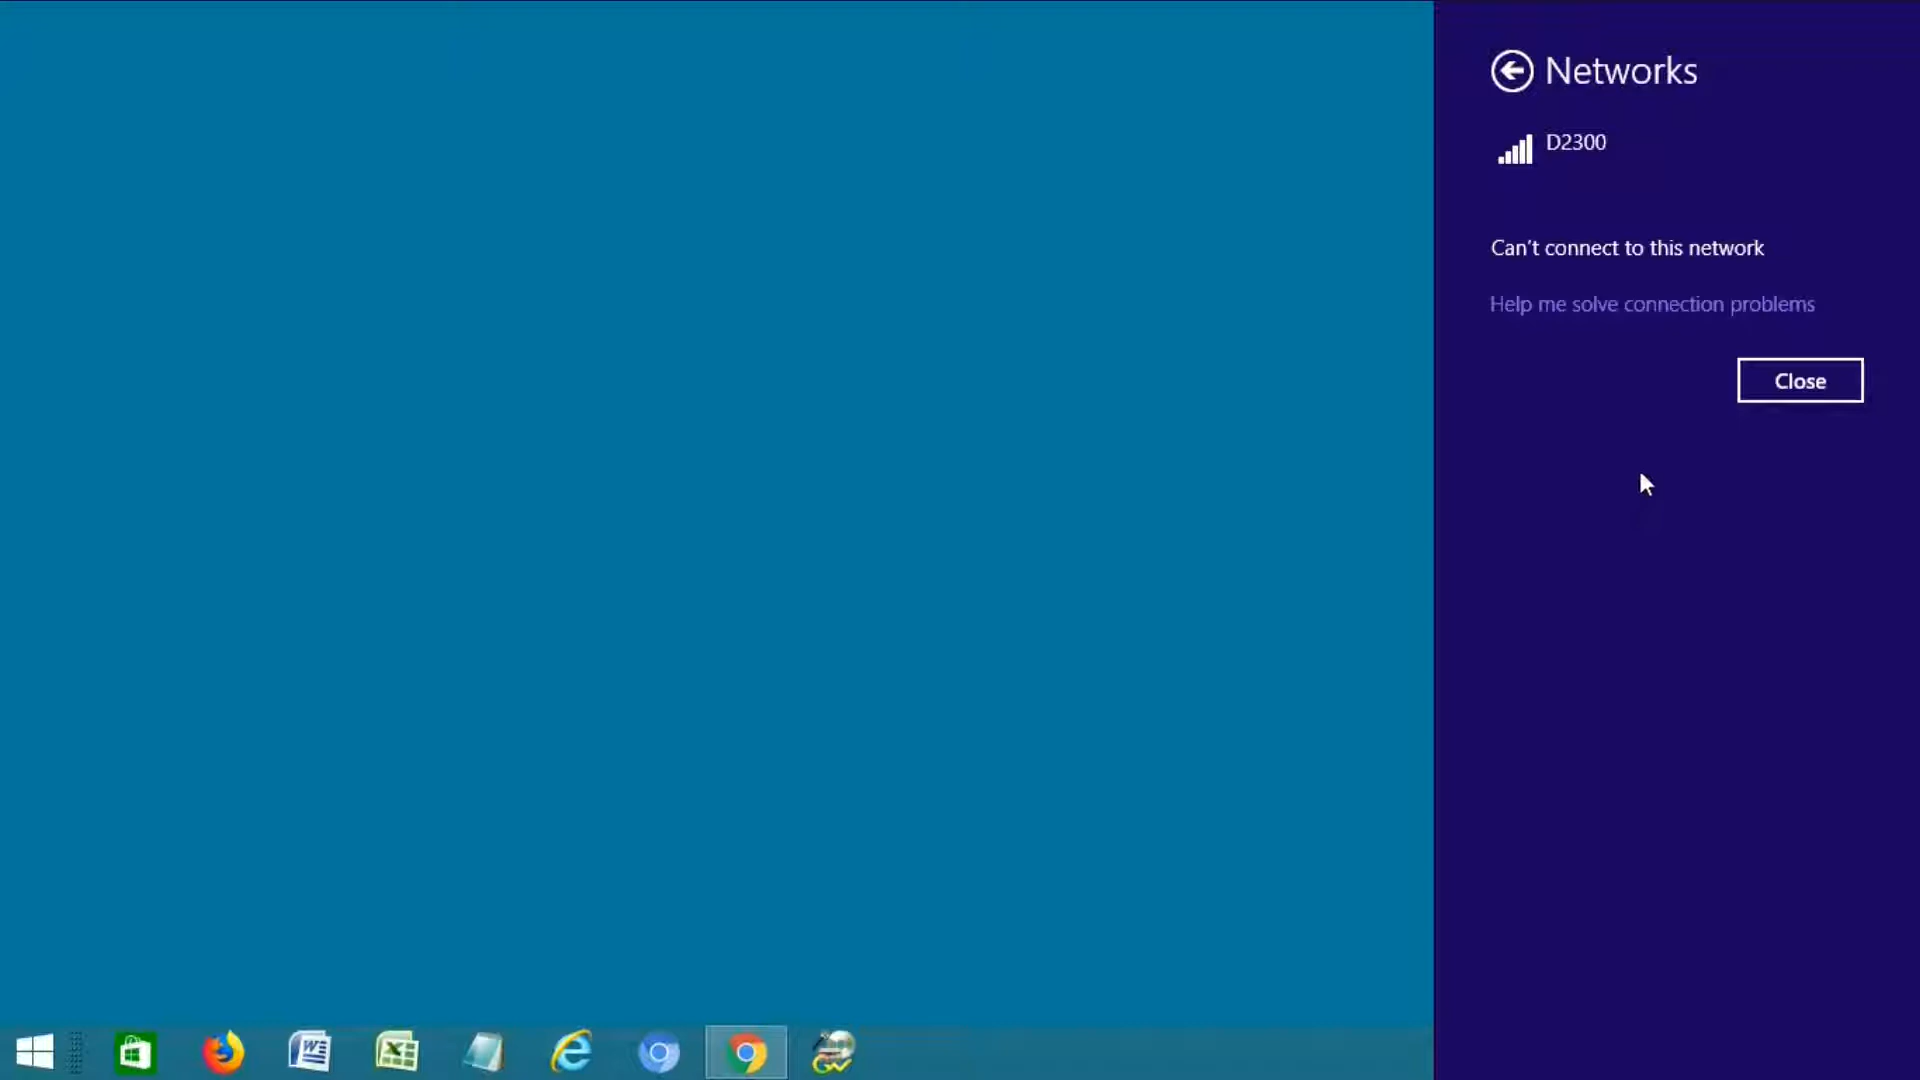 Networks
D2300
Can't connect to this network
Help me solve connection problems
Close